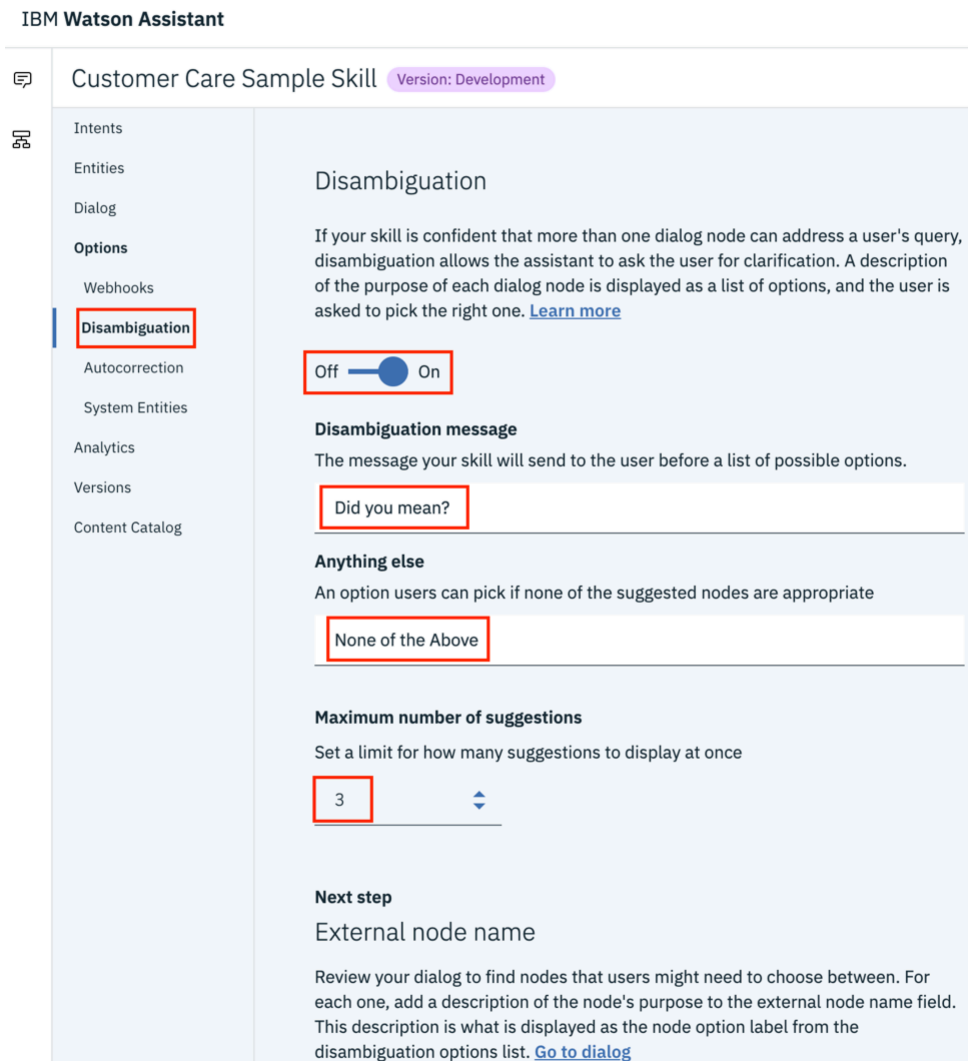 IBM Watson Assistant
Customer Care Sample Skill Version: Development
Intents
Entities
Dialog
Options
Webhooks
Disambiguation
Autocorrection
System Entities
Analytics
Versions
Content Catalog
Disambiguation
If your skill is confident that more than one dialog node can address a user's query,
disambiguation allows the assistant to ask the user for clarification. A description
of the purpose of each dialog node is displayed as a list of options, and the user is
asked to pick the right one. Learn more
Off On
Disambiguation message
The message your skill will send to the user before a list of possible options.
Did you mean?
Anything else
An option users can pick if none of the suggested nodes are appropriate
None of the Above
Maximum number of suggestions
Set a limit for how many suggestions to display at once
3
Next step
External node name
Review your dialog to find nodes that users might need to choose between. For
each one, add a description of the node's purpose to the external node name field.
This description is what is displayed as the node option label from the
disambiguation options list. Go to dialog